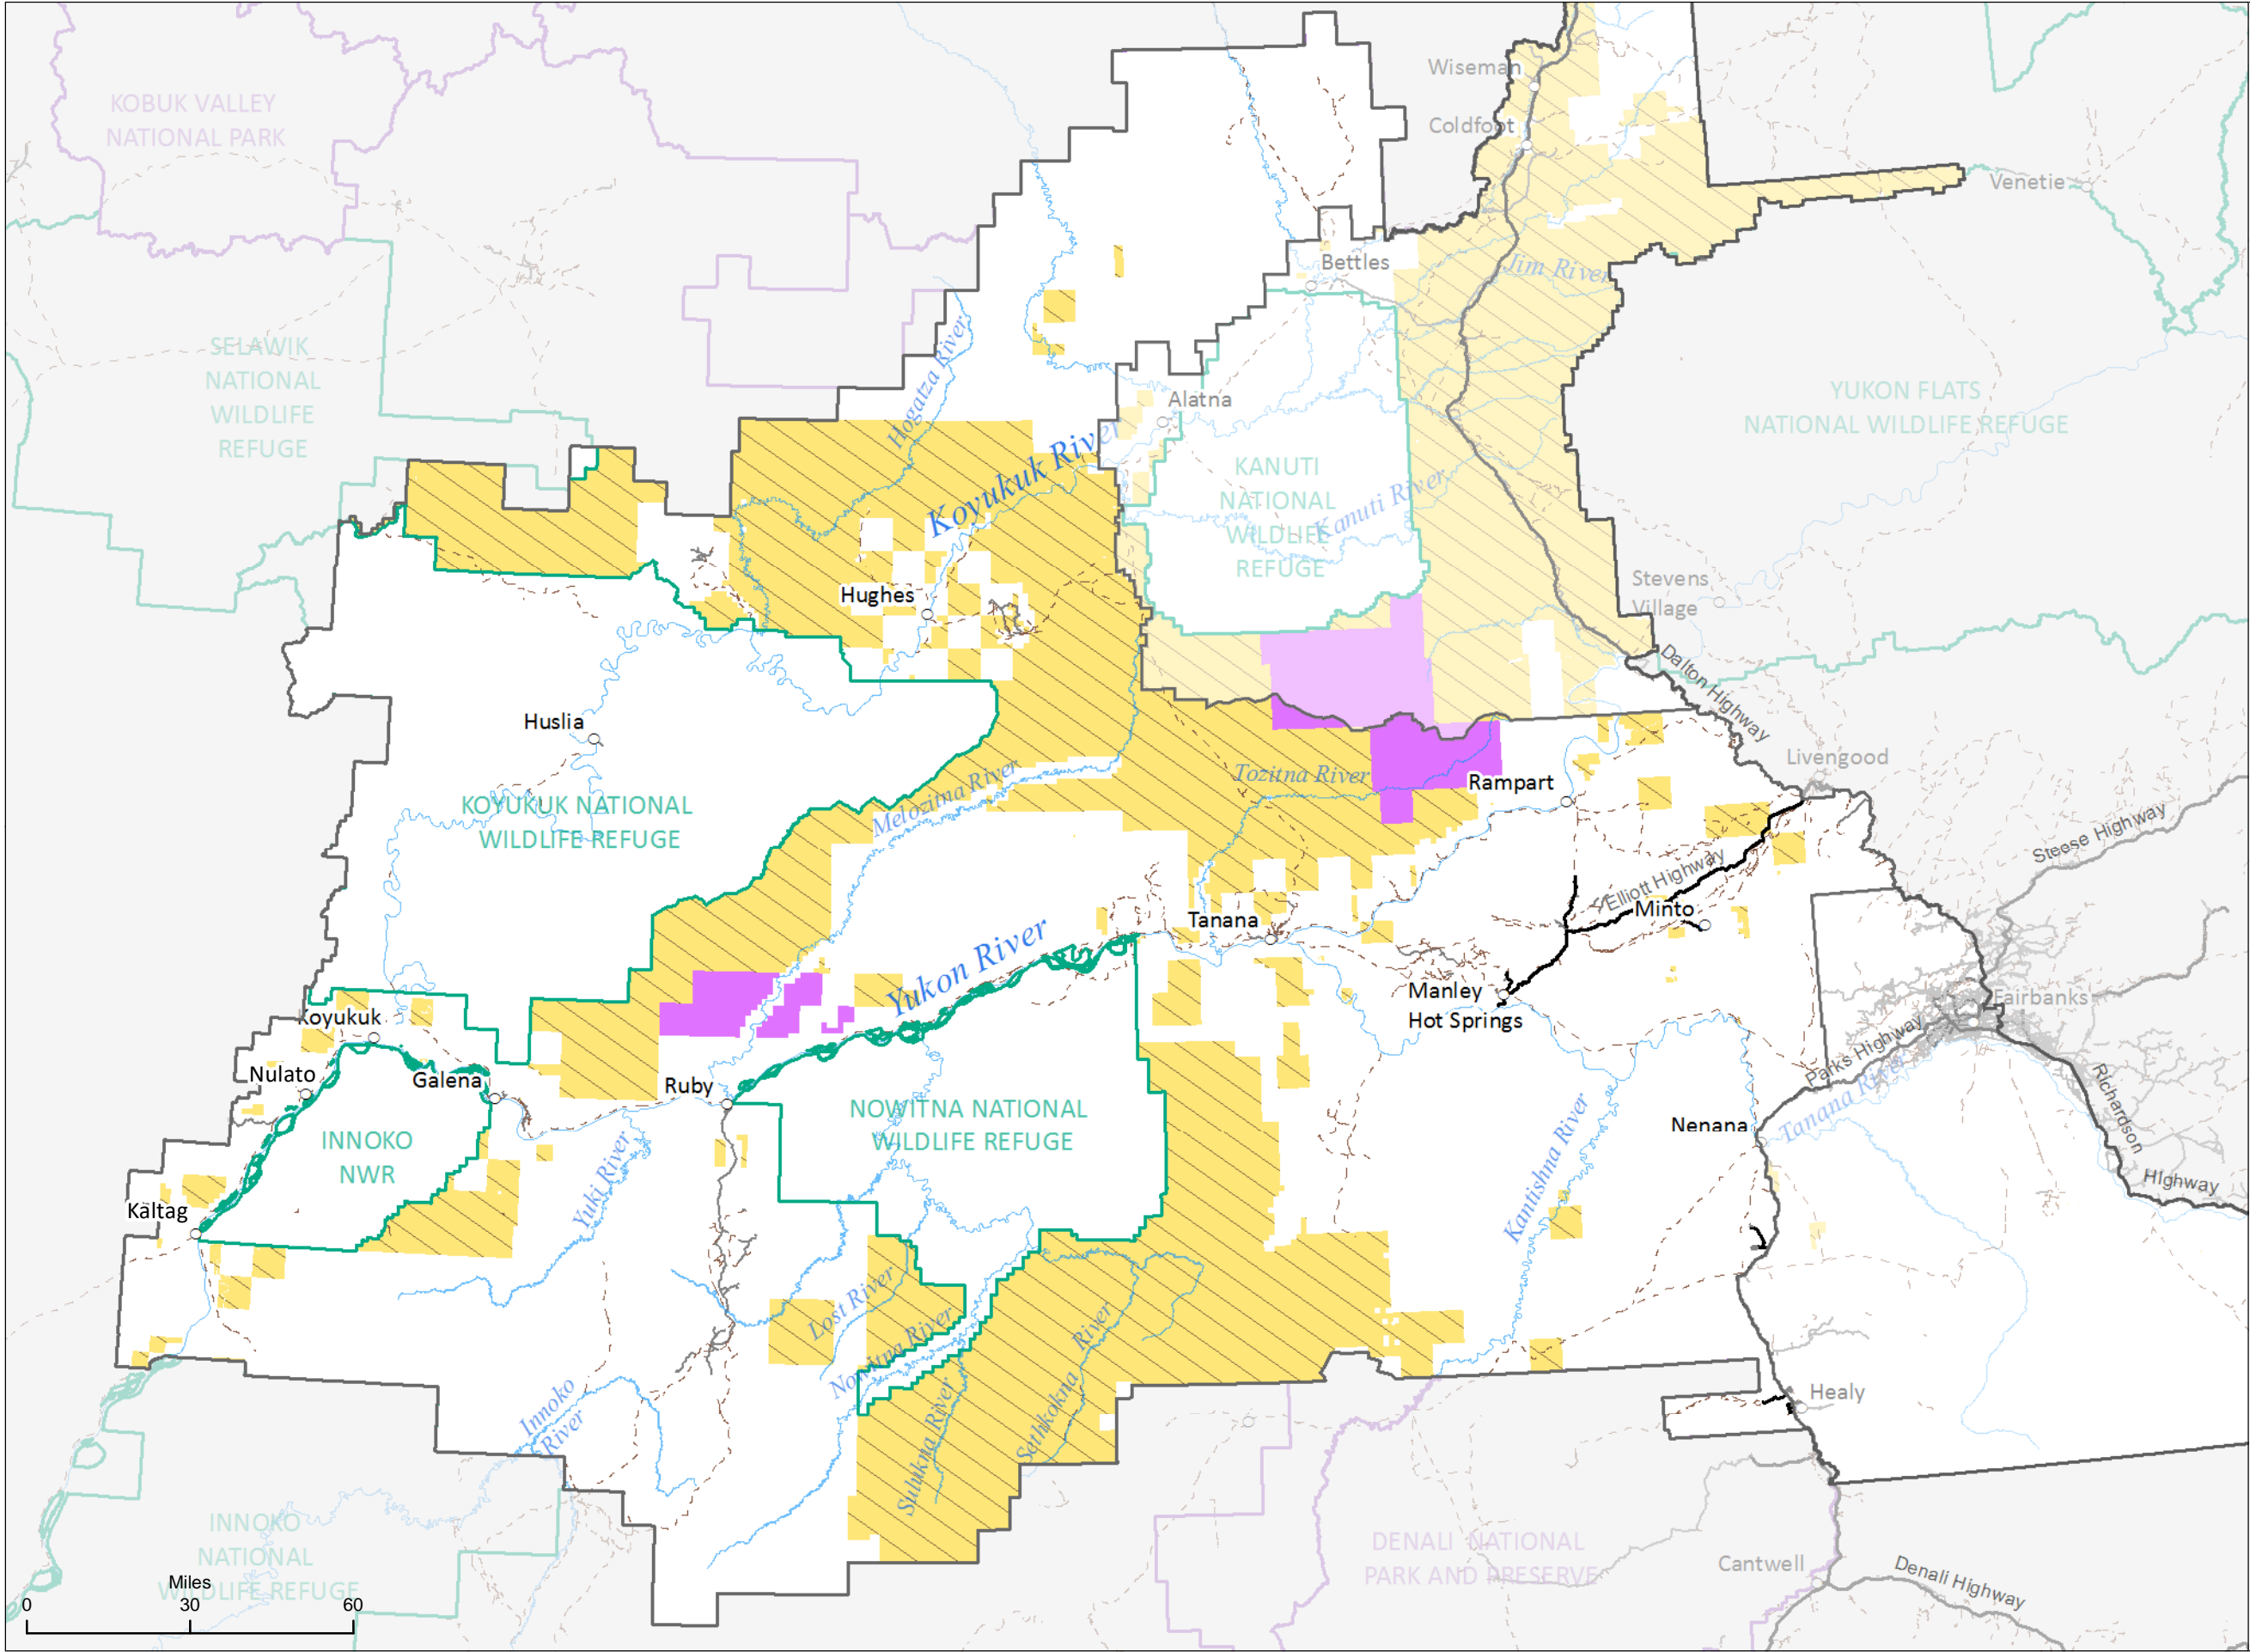 Wiseman
KOBUK VALLEY
NATIONAL PARK
Coldfoot
Venetie
Bettles
Jim River
Hogatza River
SELAWIK
NATIONAL
WILDLIFE
REFUGE
YUKON FLATS
NATIONAL WILDLIFE REFUGE
Alatna
Koyukuk River
KANUTI
NATIONAL
WILDLIFE
REFUGE
Kanuti River
Hughes
Stevens
Village
Dalton Highway
Huslia
Livengood
Tozitna River
Rampart
Melozitna River
KOYUKUK NATIONAL
WILDLIFE REFUGE
Steese Highway
Elliott Highway
Minto
Tanana
Yukon River
Manley
Hot Springs
Fairbanks
Koyukuk
Parks Highway
Nulato
Galena
Ruby
Tanana River
Richardson
HIghway
NOWITNA NATIONAL
WILDLIFE REFUGE
Nenana
INNOKO
NWR
Yuki River
Kantishna River
Kaltag
Lost River
Nowitna River
Innoko
River
Sulukna River
Sethkokna River
Healy
INNOKO
NATIONAL
WILDLIFE REFUGE
DENALI NATIONAL
PARK AND PRESERVE
Cantwell
Denali Highway
Miles
0 30 60